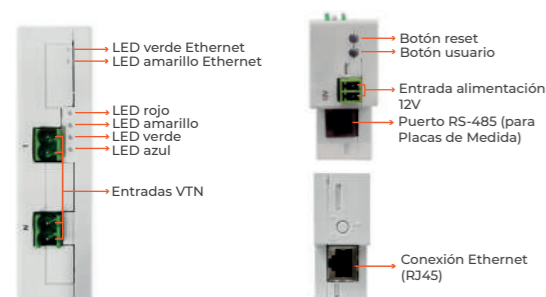 LED verde Ethernet
LED amarillo Ethernet
LED rojo
LED amarillo
LED verde
LED azul
Entradas VTN
N
Botón reset
Botón usuario
12V
Entrada alimentación
12V
Puerto RS-485 (para
Placas de Medida)
Conexión Ethernet
(RJ45)